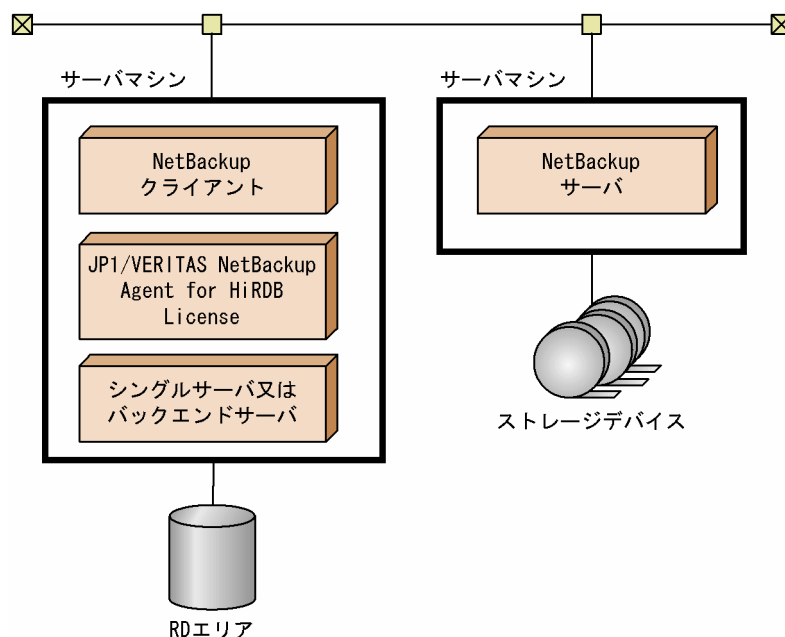 サーバマシン
NetBackup
クライアント
JP1/VERITAS NetBackup
Agent for HiRDB
License
シングルサーバ又は
バックエンドサーバ
RDエリア
サーバマシン
NetBackup
サーバ
ストレージデバイス